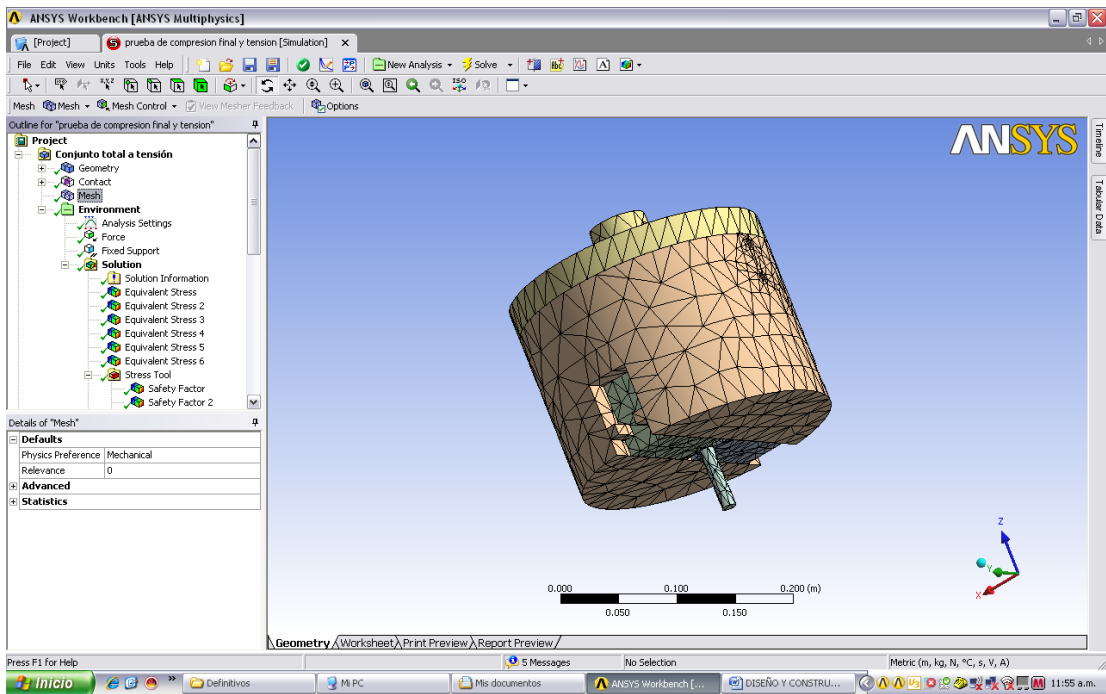 ANSYS Workbench [ANSYS Multiphysics]
[Project] prueba de compresion final y tension [Simulation]
File Edit View Units Tools Help New Analysis Solve
Mesh Mesh Mesh Control View Mesher Feedback Options
Outline for "prueba de compresion final y tension"
Project
Conjunto total a tensión
Geometry
Contact
Mesh
Environment
Analysis Settings
Force
Fixed Support
Solution
Solution Information
Equivalent Stress
Equivalent Stress 2
Equivalent Stress 3
Equivalent Stress 4
Equivalent Stress 5
Equivalent Stress 6
Stress Tool
Safety Factor
Safety Factor 2
Details of "Mesh"
Defaults
Physics Preference Mechanical
Relevance 0
Advanced
Statistics
ANSYS
Timeline
Tabular Data
Z
Y
X
0.000 0.100 0.200 (m)
0.050 0.150
Geometry Worksheet Print Preview Report Preview
Press F1 for Help 5 Messages No Selection Metric (m, kg, N, °C, s, V, A)
Inicio Definitivos Mi PC Mis documentos ANSYS Workbench [... DISEÑO Y CONSTRU... 11:55 a.m.